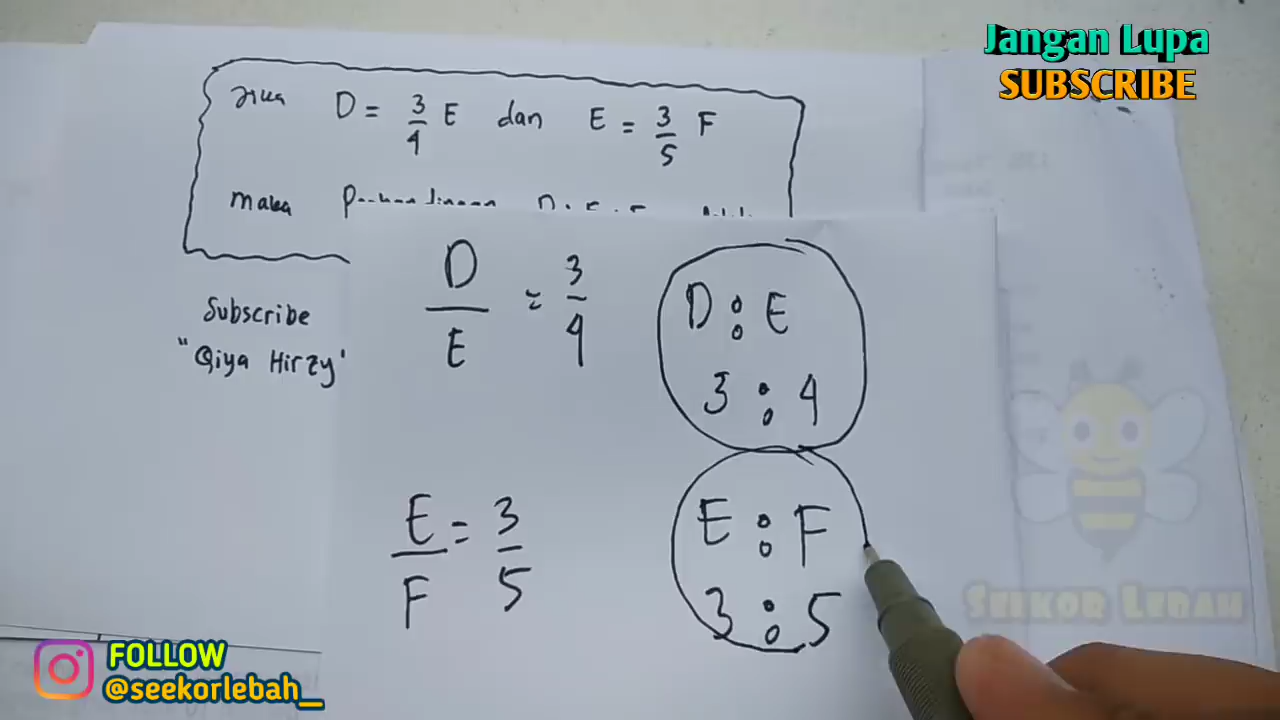 Jangan Lupa
SUBSCRIBE
Jika D = 3/4 E dan E = 3/5 F
maka
Subscribe
"Qiya Hirzy"
D/E = 3/4
D : E
3 : 4
E/F = 3/5
E : F
3 : 5
SEEKOR LEBAH
FOLLOW
@seekorlebah_